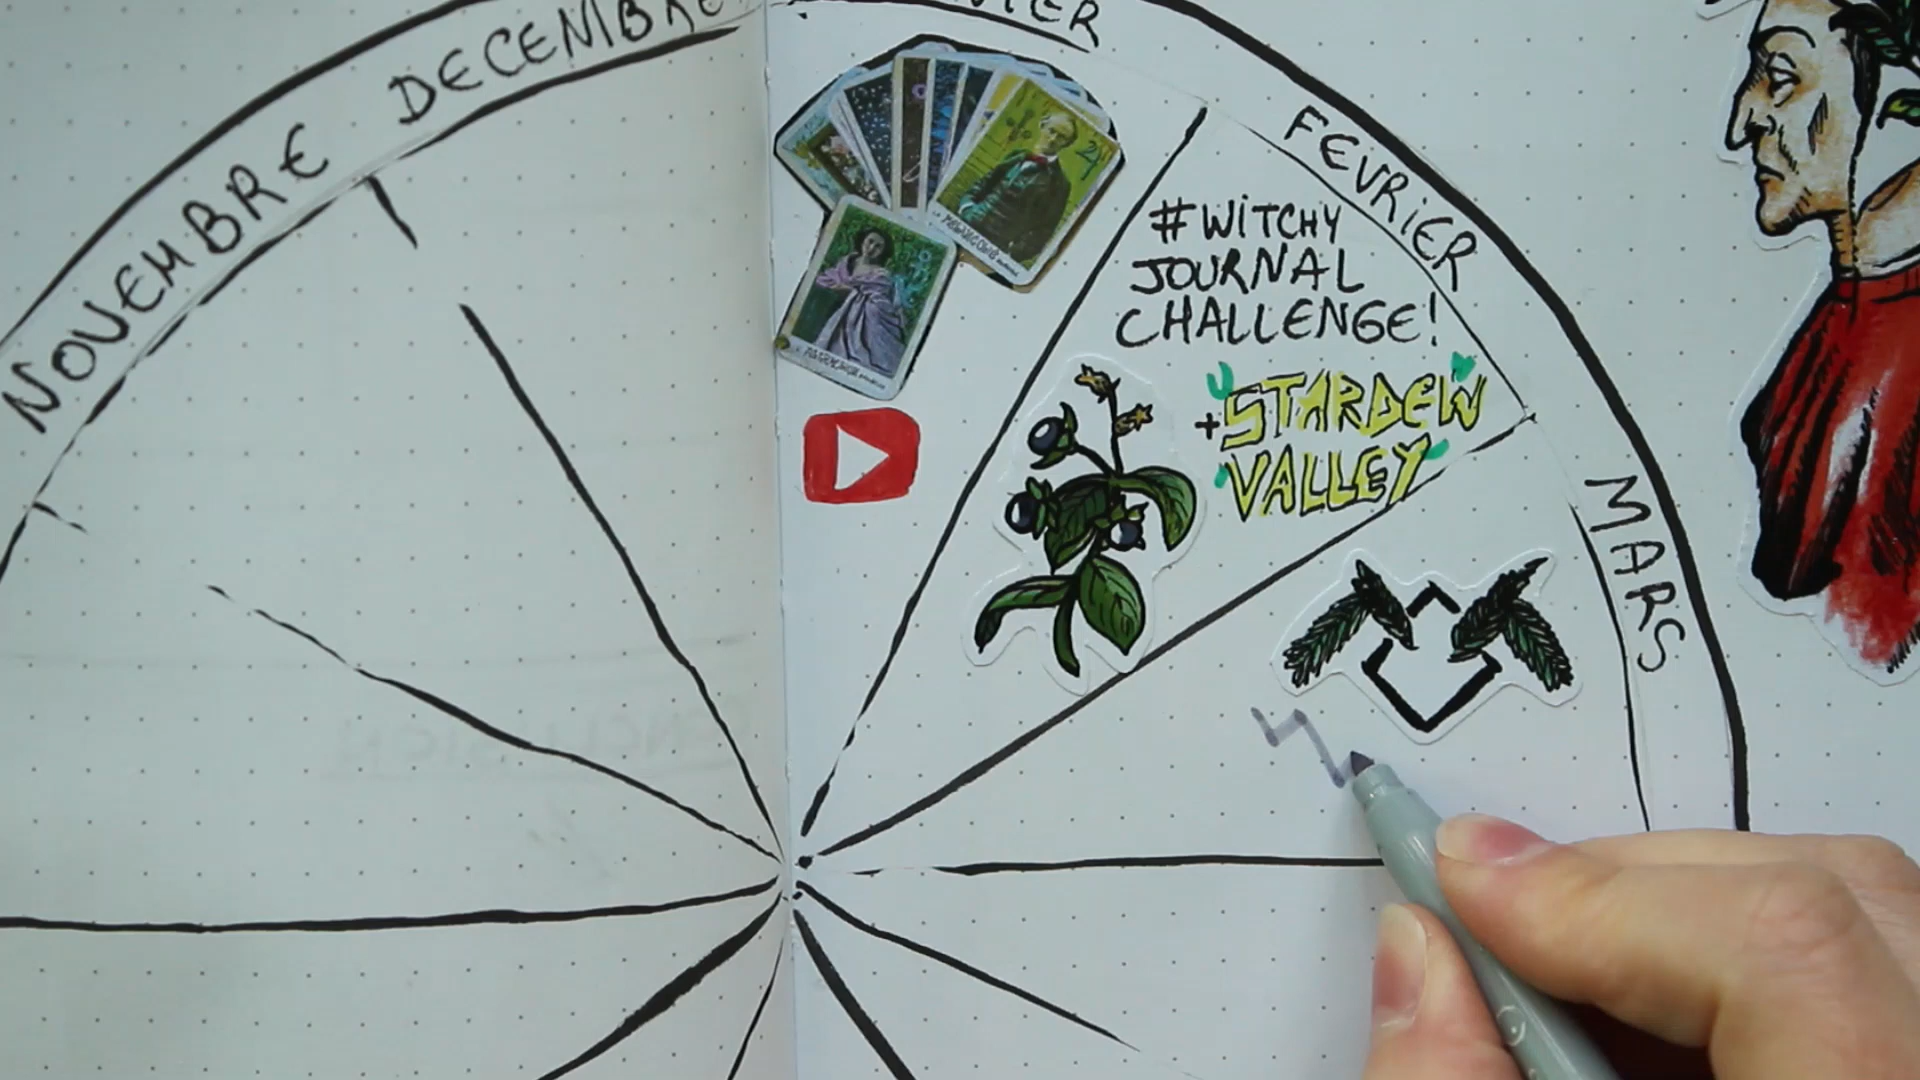 NOVEMBRE
DECEMBRE
FEVRIER
#WITCHY
JOURNAL
CHALLENGE!
+STARDEW
VALLEY
MARS